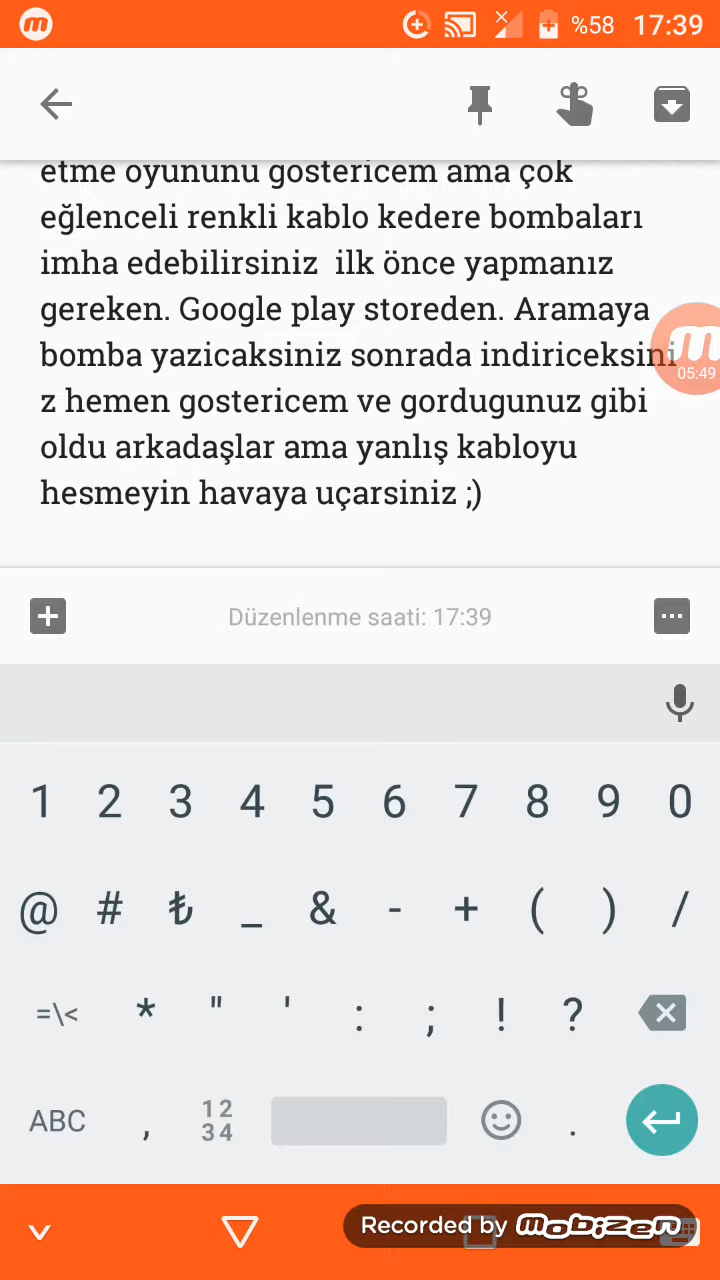 %58 17:39
etme oyununu gostericem ama çok
eğlenceli renkli kablo kedere bombaları
imha edebilirsiniz ilk önce yapmanız
gereken. Google play storeden. Aramaya
bomba yazicaksiniz sonrada indiriceksini
z hemen gostericem ve gordugunuz gibi
oldu arkadaşlar ama yanlış kabloyu
hesmeyin havaya uçarsiniz ;)
05:49
Düzenlenme saati: 17:39
1 2 3 4 5 6 7 8 9 0
@ # ₺ _ & - + ( ) /
=\< * " ' : ; ! ?
ABC , 12 34 .
Recorded by mobizen